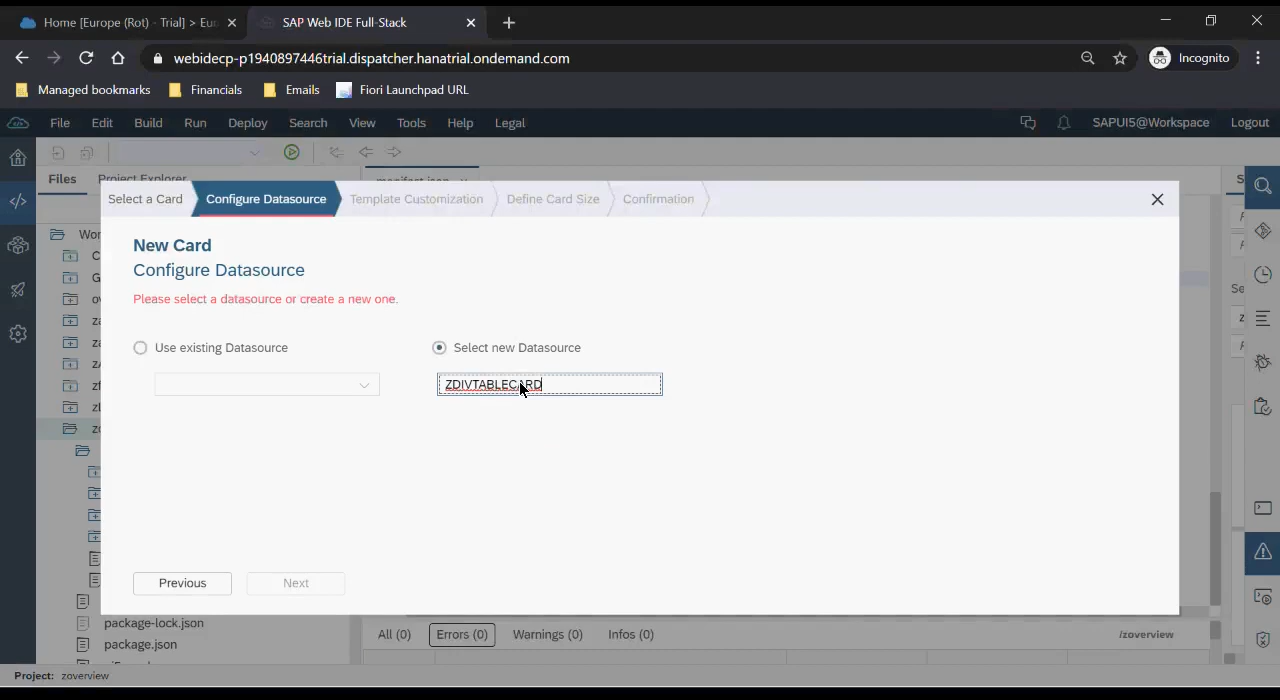 Home [Europe (Rot) - Trial] > Eu
SAP Web IDE Full-Stack
webidecp-p1940897446trial.dispatcher.hanatrial.ondemand.com
Incognito
Managed bookmarks
Financials
Emails
Fiori Launchpad URL
File Edit Build Run Deploy Search View Tools Help Legal
SAPUI5@Workspace
Logout
Files
Project Explorer
manifest.json
Select a Card
Configure Datasource
Template Customization
Define Card Size
Confirmation
New Card
Configure Datasource
Please select a datasource or create a new one.
Use existing Datasource
Select new Datasource
ZDIVTABLECARD
Previous
Next
package-lock.json
package.json
All (0)
Errors (0)
Warnings (0)
Infos (0)
/zoverview
Project: zoverview